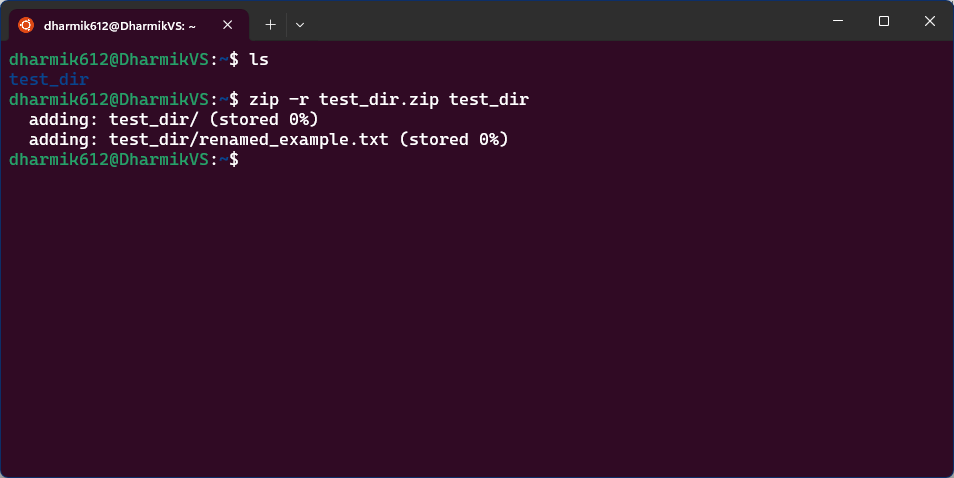 dharmik612@DharmikVS: ~
dharmik612@DharmikVS:~$ ls
test_dir
dharmik612@DharmikVS:~$ zip -r test_dir.zip test_dir
  adding: test_dir/ (stored 0%)
  adding: test_dir/renamed_example.txt (stored 0%)
dharmik612@DharmikVS:~$